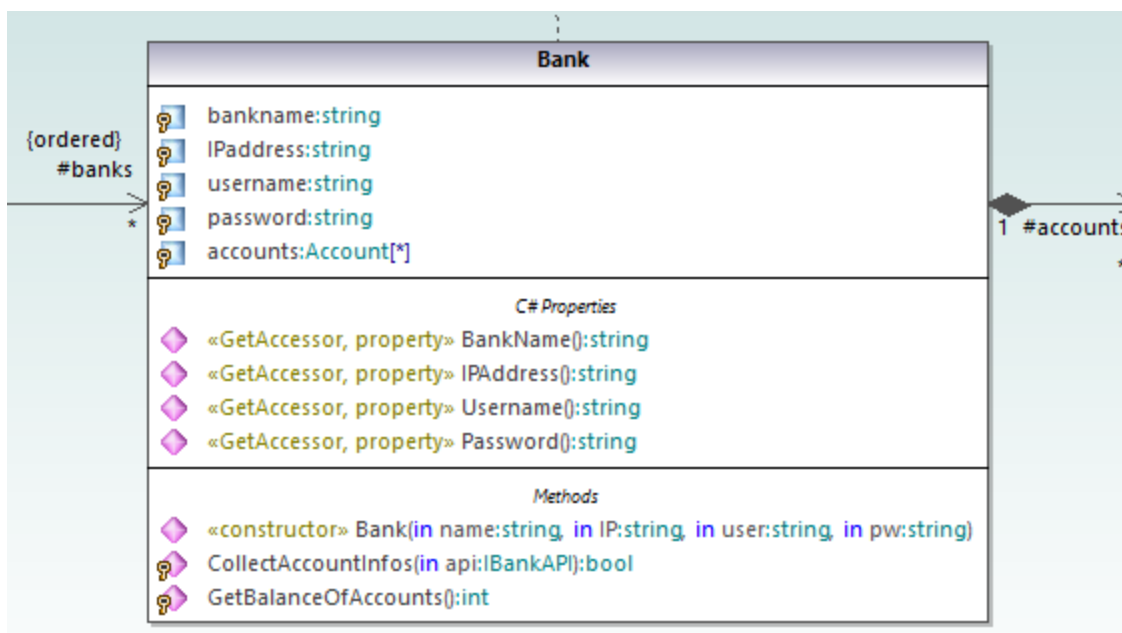 Bank
bankname:string
{ordered}
IPaddress:string
#banks
username:string
password:string
*
1 #accounts
accounts:Account[*]
*
C# Properties
«GetAccessor, property» BankName():string
«GetAccessor, property» IPAddress():string
«GetAccessor, property» Username():string
«GetAccessor, property» Password():string
Methods
«constructor» Bank(in name:string, in IP:string, in user:string, in pw:string)
CollectAccountInfos(in api:IBankAPI):bool
GetBalanceOfAccounts():int